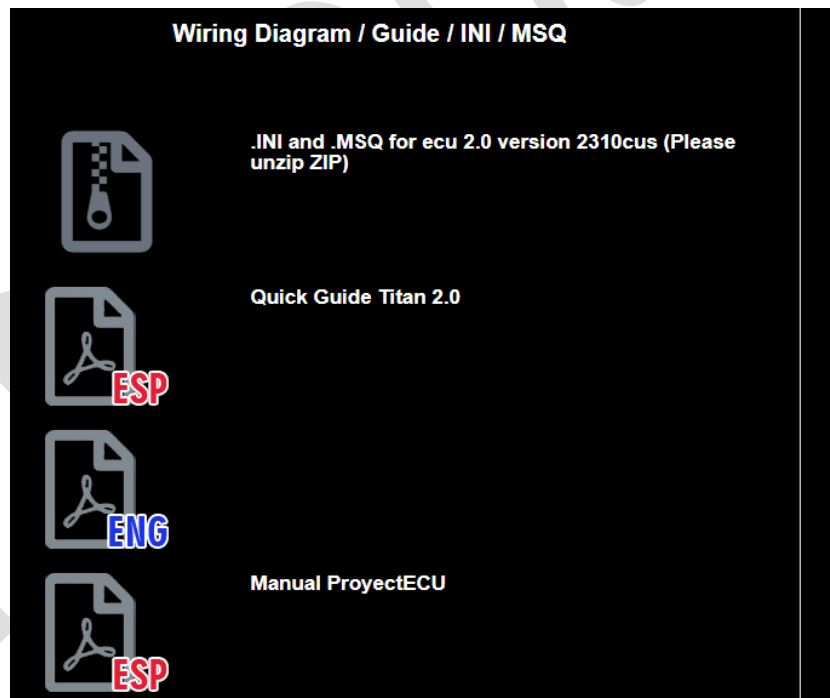 Wiring Diagram / Guide / INI / MSQ
.INI and .MSQ for ecu 2.0 version 2310cus (Please
unzip ZIP)
Quick Guide Titan 2.0
ESP
ENG
Manual ProyectECU
ESP